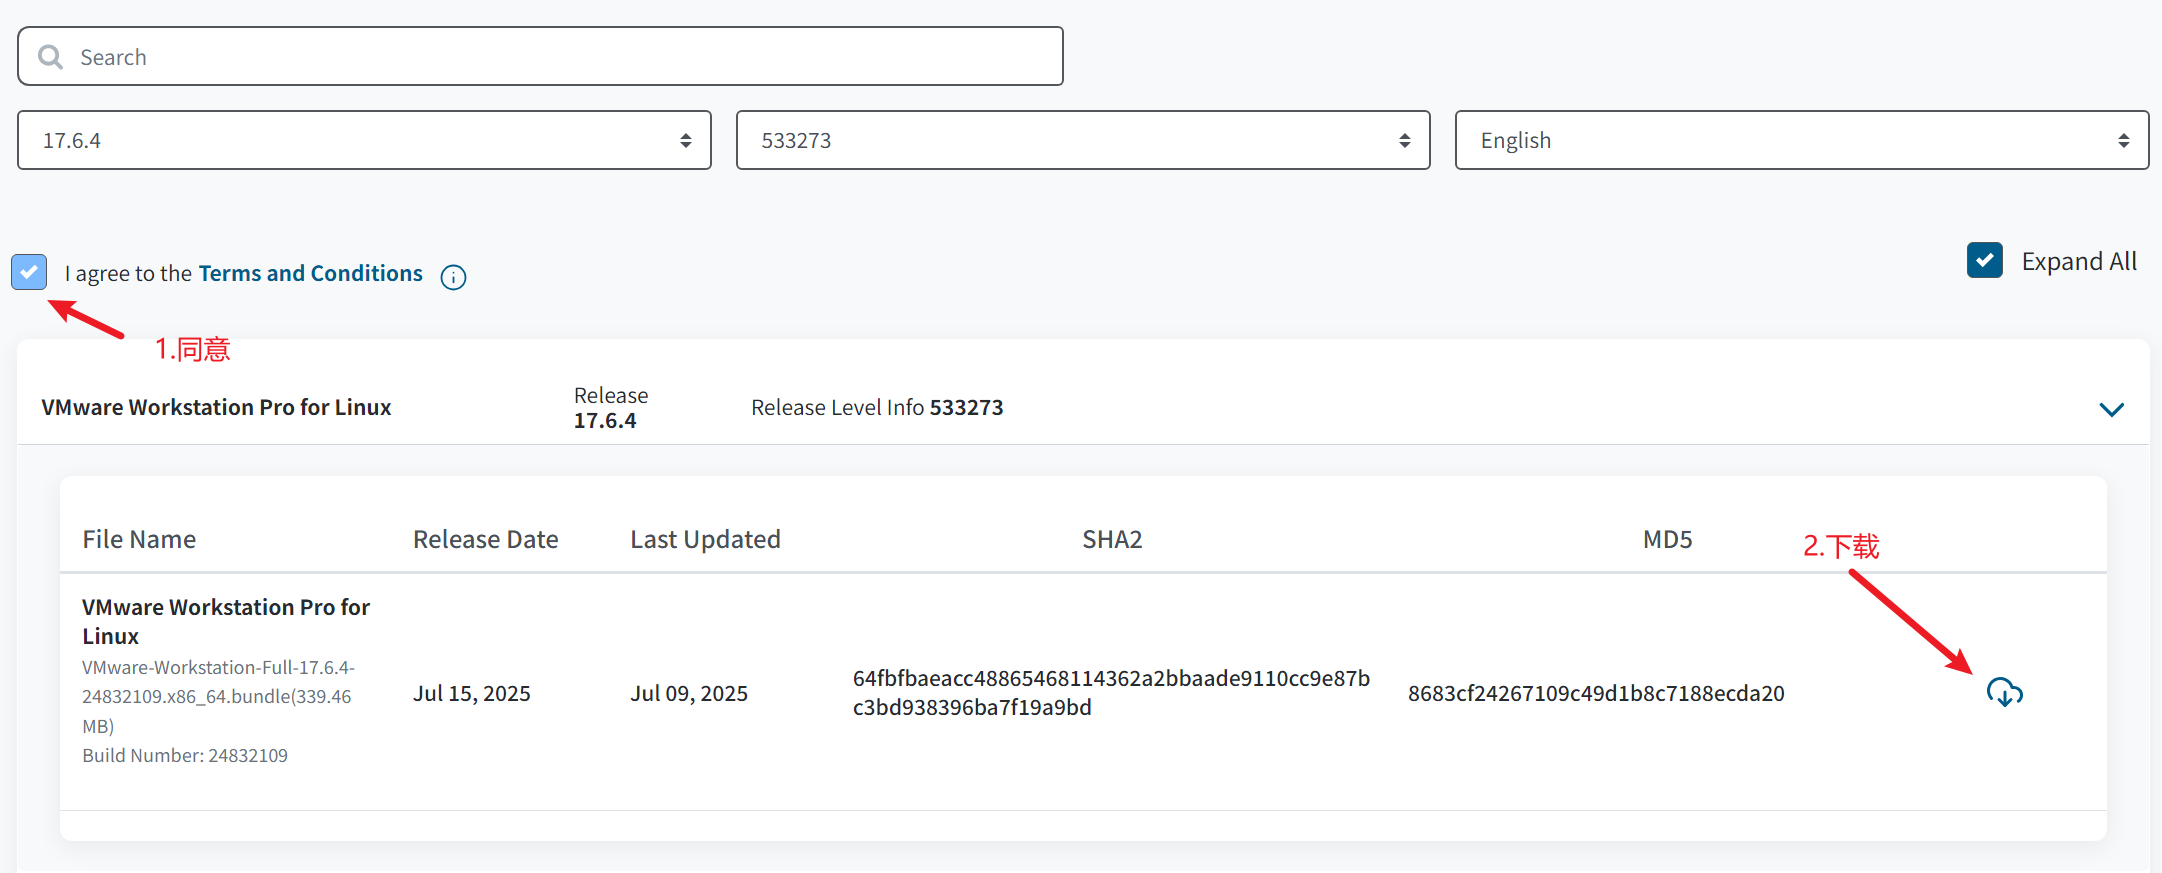 Search
17.6.4
533273
English
I agree to the Terms and Conditions
Expand All
1.同意
VMware Workstation Pro for Linux
Release
17.6.4
Release Level Info 533273
File Name
Release Date
Last Updated
SHA2
MD5
2.下载
VMware Workstation Pro for
Linux
VMware-Workstation-Full-17.6.4-
24832109.x86_64.bundle(339.46
MB)
Build Number: 24832109
Jul 15, 2025
Jul 09, 2025
64fbfbaeacc48865468114362a2bbaade9110cc9e87b
c3bd938396ba7f19a9bd
8683cf24267109c49d1b8c7188ecda20